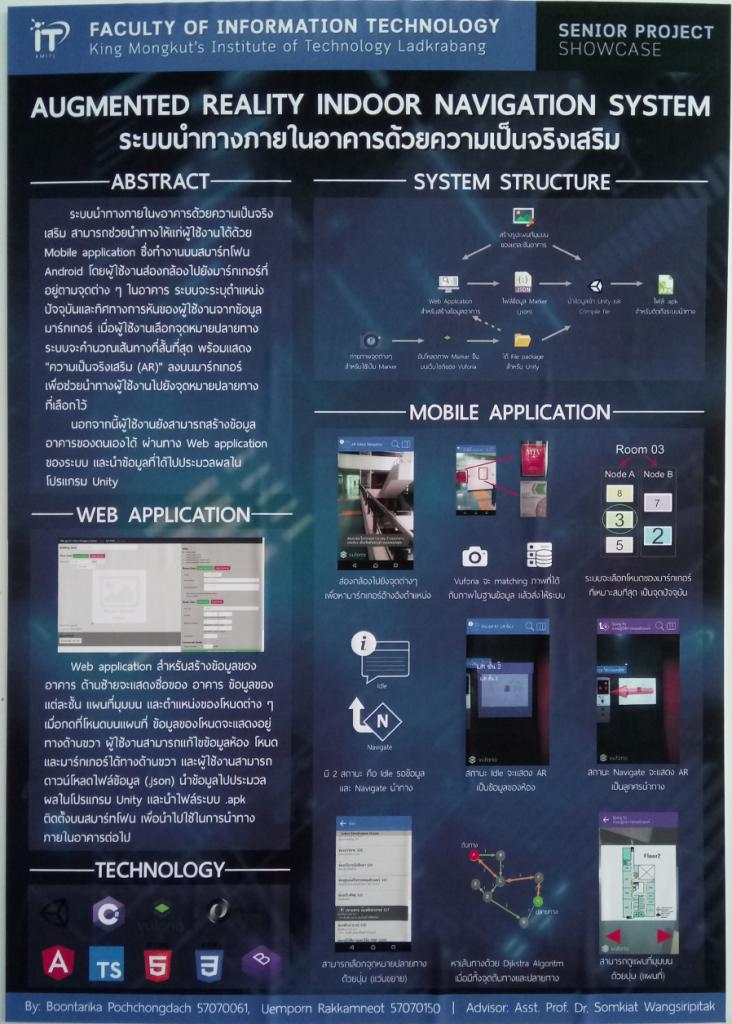 iT
KMITL
FACULTY OF INFORMATION TECHNOLOGY
King Mongkut's Institute of Technology Ladkrabang
SENIOR PROJECT
SHOWCASE
AUGMENTED REALITY INDOOR NAVIGATION SYSTEM
ระบบนำทางภายในอาคารด้วยความเป็นจริงเสริม
ABSTRACT
ระบบนำทางภายในอาคารด้วยความเป็นจริง
เสริม สามารถช่วยนำทางให้แก่ผู้ใช้งานได้ด้วย
Mobile application ซึ่งทำงานบนสมาร์ทโฟน
Android โดยผู้ใช้งานส่องกล้องไปยังมาร์กเกอร์ที่
อยู่ตามจุดต่าง ๆ ในอาคาร ระบบจะระบุตำแหน่ง
ปัจจุบันและทิศทางการหันของผู้ใช้งานจากข้อมูล
มาร์กเกอร์ เมื่อผู้ใช้งานเลือกจุดหมายปลายทาง
ระบบจะคำนวณเส้นทางที่สั้นที่สุด พร้อมแสดง
"ความเป็นจริงเสริม (AR)" ลงบนมาร์กเกอร์
เพื่อช่วยนำทางผู้ใช้งานไปยังจุดหมายปลายทาง
ที่เลือกไว้
นอกจากนี้ผู้ใช้งานยังสามารถสร้างข้อมูล
อาคารของตนเองได้ ผ่านทาง Web application
ของระบบ และนำข้อมูลที่ได้ไปประมวลผลใน
โปรแกรม Unity
WEB APPLICATION
Web application สำหรับสร้างข้อมูลของ
อาคาร ด้านซ้ายจะแสดงชื่อของ อาคาร ข้อมูลของ
แต่ละชั้น แผนที่มุมบน และตำแหน่งของโหนดต่าง ๆ
เมื่อกดที่โหนดบนแผนที่ ข้อมูลของโหนดจะแสดงอยู่
ทางด้านขวา ผู้ใช้งานสามารถแก้ไขข้อมูลห้อง โหนด
และมาร์กเกอร์ได้ทางด้านขวา และผู้ใช้งานสามารถ
ดาวน์โหลดไฟล์ข้อมูล (.json) นำข้อมูลไปประมวล
ผลในโปรแกรม Unity และนำไฟล์ระบบ .apk
ติดตั้งบนสมาร์ทโฟน เพื่อนำไปใช้ในการนำทาง
ภายในอาคารต่อไป
TECHNOLOGY
C#
vuforia
A
TS
SYSTEM STRUCTURE
สร้างรูปแผนที่มุมบน
ของแต่ละชั้นอาคาร
Web Application
สำหรับสร้างข้อมูลอาคาร
JSON
ไฟล์ข้อมูล Marker
(.json)
นำข้อมูลเข้า Unity และ
Compile file
APK
ไฟล์ .apk
สำหรับติดตั้งระบบนำทาง
ถ่ายภาพจุดต่างๆ
สำหรับใช้เป็น Marker
อัปโหลดภาพ Marker ขึ้น
บนเว็บไซต์ของ Vuforia
ได้ File package
สำหรับ Unity
MOBILE APPLICATION
vuforia
ส่องกล้องไปยังจุดต่างๆ
เพื่อหามาร์กเกอร์อ้างอิงตำแหน่ง
Vuforia จะ matching ภาพที่ได้
กับภาพในฐานข้อมูล แล้วส่งให้ระบบ
Room 03
Node A
Node B
8
7
3
2
5
ระบบจะเลือกโหนดของมาร์กเกอร์
ที่เหมาะสมที่สุด เป็นจุดปัจจุบัน
i
Idle
N
Navigate
มี 2 สถานะ คือ Idle รอข้อมูล
และ Navigate นำทาง
vuforia
สถานะ Idle จะแสดง AR
เป็นข้อมูลของห้อง
vuforia
สถานะ Navigate จะแสดง AR
เป็นลูกศรนำทาง
สามารถเลือกจุดหมายปลายทาง
ด้วยปุ่ม (แว่นขยาย)
ต้นทาง
ปลายทาง
หาเส้นทางด้วย Dijkstra Algoritm
เมื่อมีทั้งจุดต้นทางและปลายทาง
Floor2
vuforia
สามารถดูแผนที่มุมบน
ด้วยปุ่ม (แผนที่)
By: Boontarika Pochchongdach 57070061, Uemporn Rakkamneot 57070150 | Advisor: Asst. Prof. Dr. Somkiat Wangsiripitak